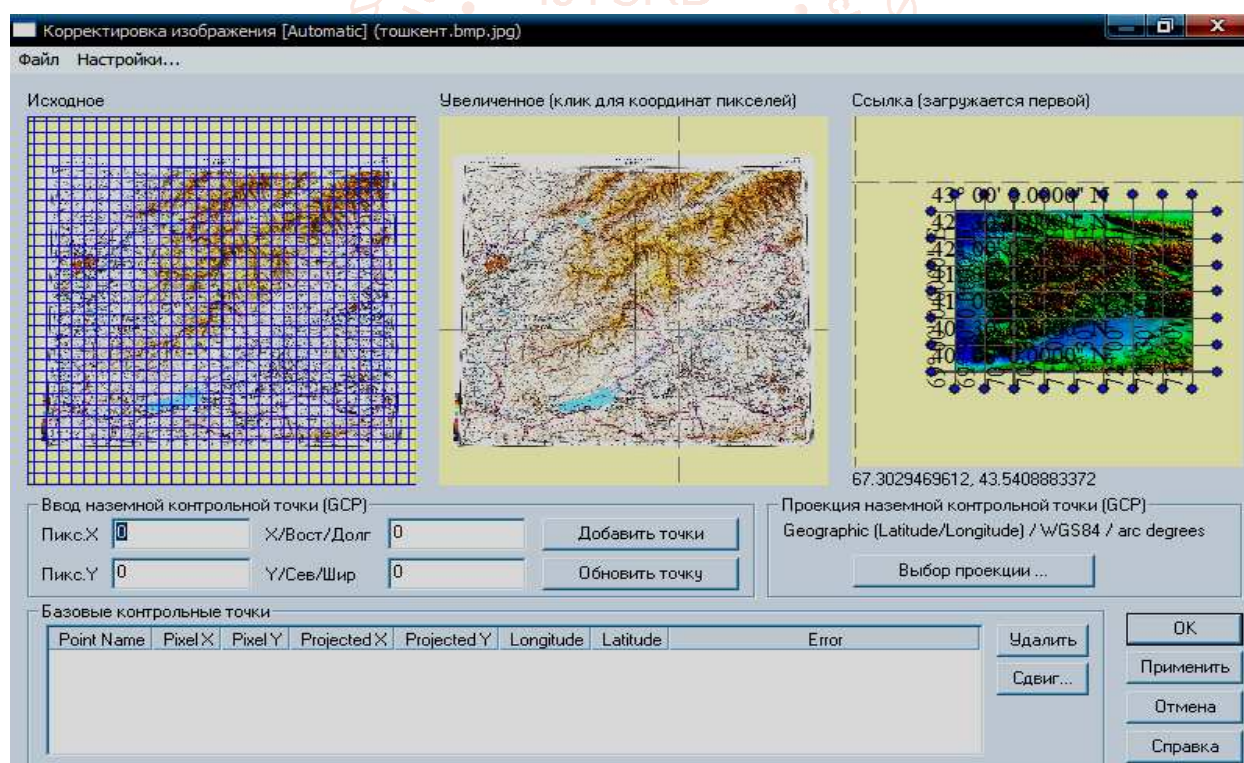 Корректировка изображения [Automatic] (тошкент.bmp.jpg)
Файл Настройки...
Исходное
Увеличенное (клик для координат пикселей)
Ссылка (загружается первой)
43° 00' 0.0000" N
67.3029469612, 43.5408883372
Ввод наземной контрольной точки (GCP)
Пикс.X 0 X/Вост/Долг 0 Добавить точки
Пикс.Y 0 Y/Сев/Шир 0 Обновить точку
Проекция наземной контрольной точки (GCP)
Geographic (Latitude/Longitude) / WGS84 / arc degrees
Выбор проекции ...
Базовые контрольные точки
Point Name Pixel X Pixel Y Projected X Projected Y Longitude Latitude Error
Удалить
Сдвиг...
OK
Применить
Отмена
Справка